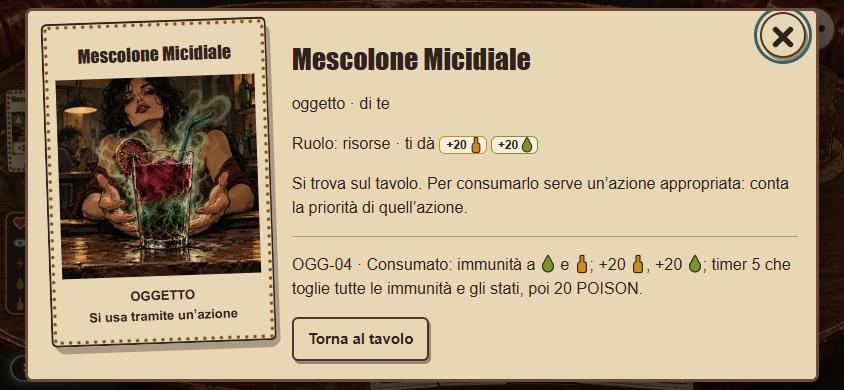 Mescolone Micidiale
OGGETTO
Si usa tramite un'azione
Mescolone Micidiale
oggetto · di te
Ruolo: risorse · ti dà +20 +20
Si trova sul tavolo. Per consumarlo serve un’azione appropriata: conta
la priorità di quell’azione.
OGG-04 · Consumato: immunità a e ; +20 , +20 ; timer 5 che
toglie tutte le immunità e gli stati, poi 20 POISON.
Torna al tavolo